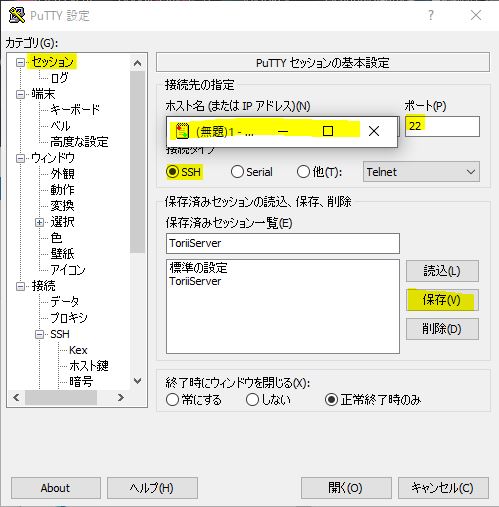 PuTTY 設定
カテゴリ(G):
セッション
ログ
端末
キーボード
ベル
高度な設定
ウィンドウ
外観
動作
変換
選択
色
壁紙
アイコン
接続
データ
プロキシ
SSH
Kex
ホスト鍵
暗号
PuTTY セッションの基本設定
接続先の指定
ホスト名 (または IP アドレス)(N)
ポート(P)
(無題)1 - ...
22
接続タイプ
SSH
Serial
他(T):
Telnet
保存済みセッションの読込、保存、削除
保存済みセッション一覧(E)
ToriiServer
標準の設定
ToriiServer
読込(L)
保存(V)
削除(D)
終了時にウィンドウを閉じる(X):
常にする
しない
正常終了時のみ
About
ヘルプ(H)
開く(O)
キャンセル(C)